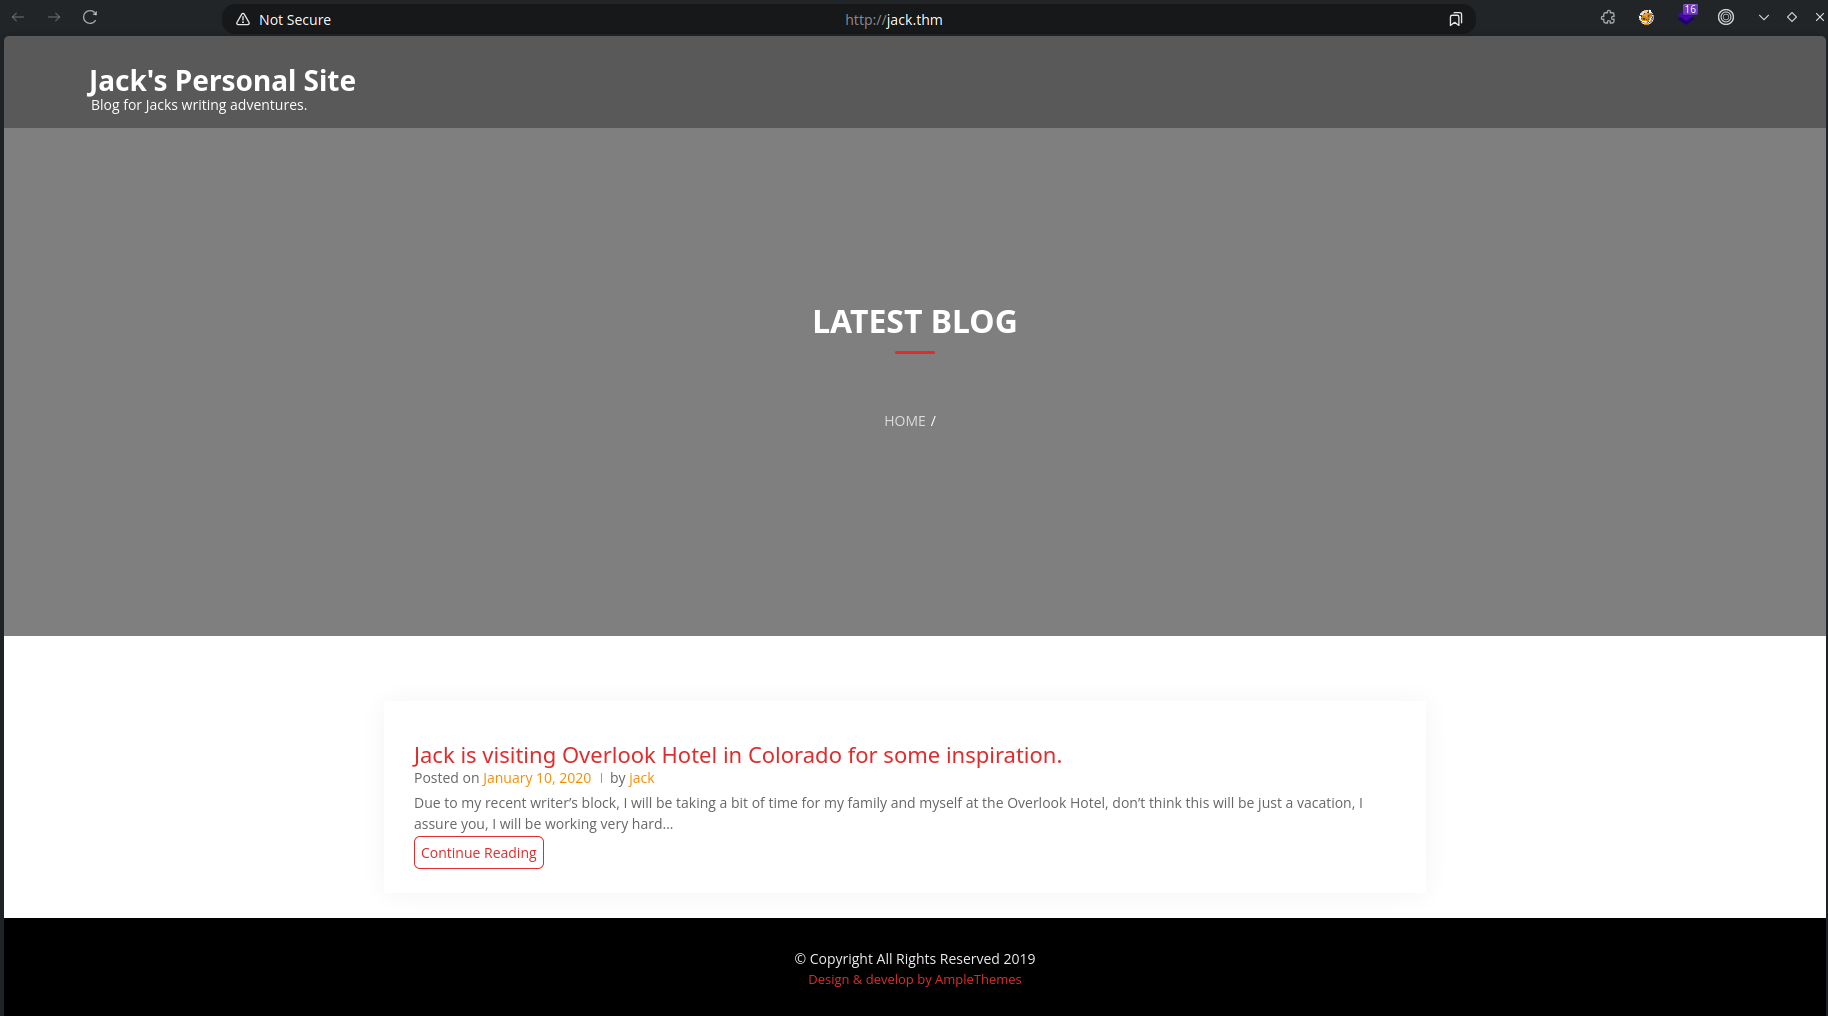 Not Secure
http://jack.thm
16
Jack's Personal Site
Blog for Jacks writing adventures.
LATEST BLOG
HOME /
Jack is visiting Overlook Hotel in Colorado for some inspiration.
Posted on January 10, 2020 | by jack
Due to my recent writer’s block, I will be taking a bit of time for my family and myself at the Overlook Hotel, don’t think this will be just a vacation, I
assure you, I will be working very hard…
Continue Reading
© Copyright All Rights Reserved 2019
Design & develop by AmpleThemes